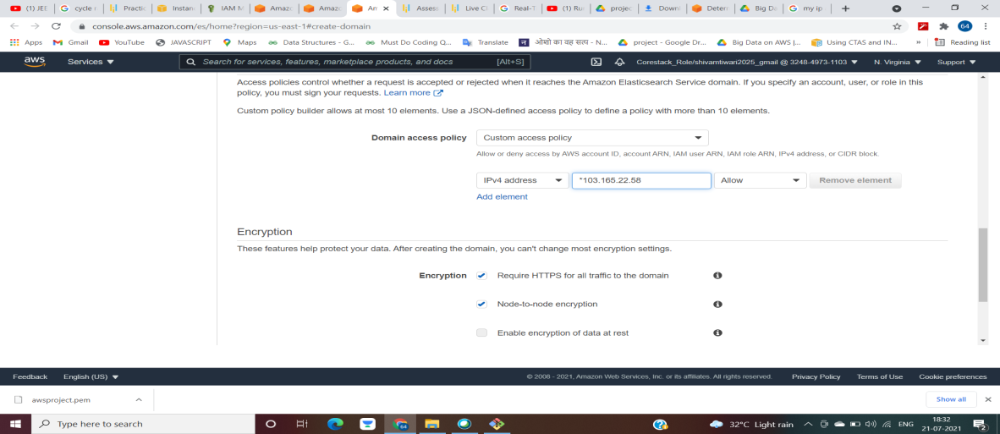 (1) JEE
cycle i
Practic
Instanc
IAM M
Amazo
Amazo
Am
Assess
Live Cl
Real-T
(1) Ru
projec
Downl
Determ
Big Da
my ip
console.aws.amazon.com/es/home?region=us-east-1#create-domain
64
Apps
Gmail
YouTube
JAVASCRIPT
Maps
Data Structures - G...
Must Do Coding Q...
Translate
ओशो का वह सत्य - N...
project - Google Dr...
Big Data on AWS |...
Using CTAS and IN...
»
Reading list
aws
Services
Search for services, features, marketplace products, and docs
[Alt+S]
Corestack_Role/shivamtiwari2025_gmail @ 3248-4973-1103
N. Virginia
Support
Access policies control whether a request is accepted or rejected when it reaches the Amazon Elasticsearch Service domain. If you specify an account, user, or role in this
policy, you must sign your requests. Learn more
Custom policy builder allows at most 10 elements. Use a JSON-defined access policy to define a policy with more than 10 elements.
Domain access policy
Custom access policy
Allow or deny access by AWS account ID, account ARN, IAM user ARN, IAM role ARN, IPv4 address, or CIDR block.
IPv4 address
"103.165.22.58
Allow
Remove element
Add element
Encryption
These features help protect your data. After creating the domain, you can't change most encryption settings.
Encryption
Require HTTPS for all traffic to the domain
Node-to-node encryption
Enable encryption of data at rest
Feedback
English (US)
© 2008 - 2021, Amazon Web Services, Inc. or its affiliates. All rights reserved.
Privacy Policy
Terms of Use
Cookie preferences
awsproject.pem
Show all
Type here to search
32°C Light rain
ENG
18:32
21-07-2021